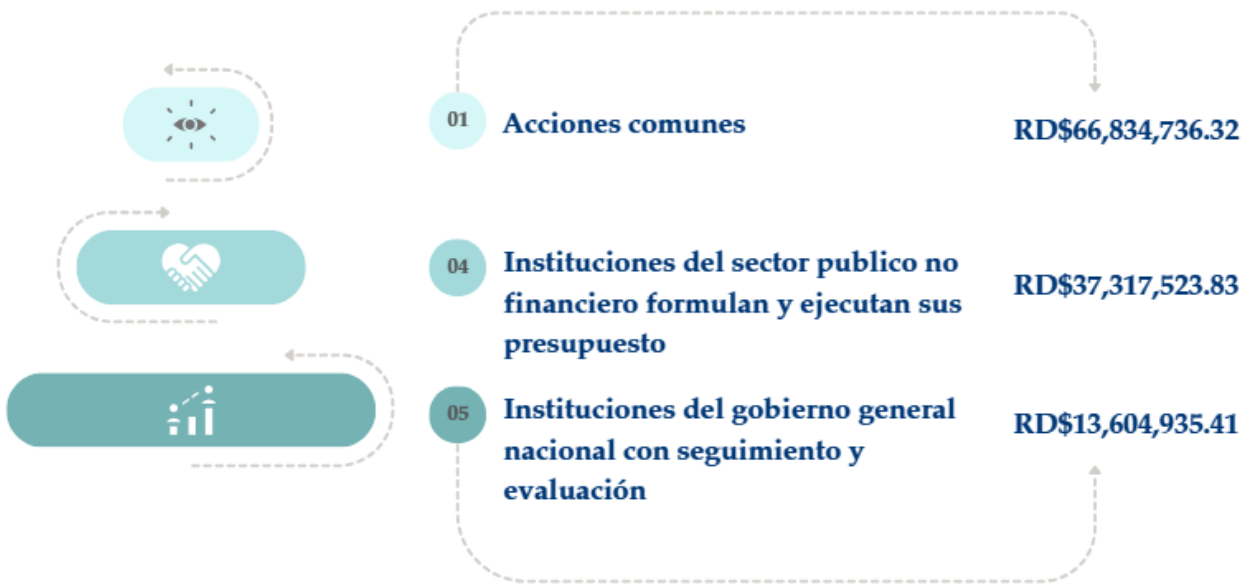 01
Acciones comunes
RD$66,834,736.32
04
Instituciones del sector publico no
financiero formulan y ejecutan sus
presupuesto
RD$37,317,523.83
05
Instituciones del gobierno general
nacional con seguimiento y
evaluación
RD$13,604,935.41